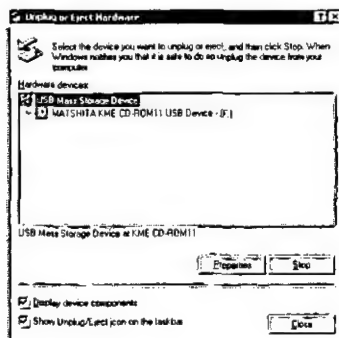 Unplug or Eject Hardware
Select the device you want to unplug or eject, and then click Stop. When
Windows notifies you that it is safe to do so unplug the device from your
computer.
Hardware devices:
USB Mass Storage Device
MATSHITA KME CD-ROM11 USB Device - (F:)
USB Mass Storage Device at KME CD-ROM11
Properties
Stop
Display device components
Show Unplug/Eject icon on the taskbar
Close